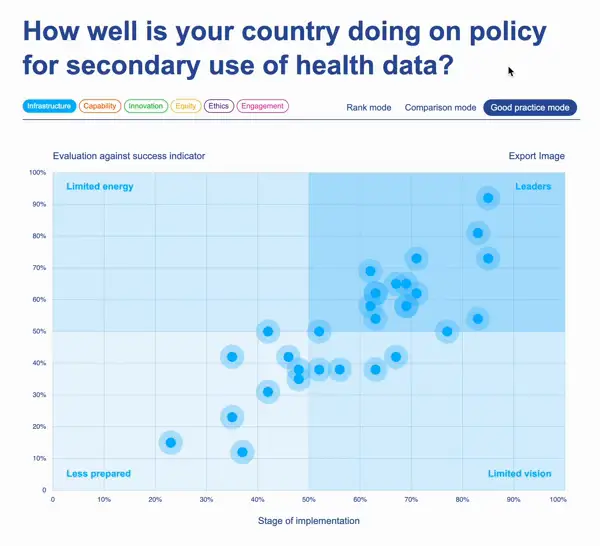 How well is your country doing on policy
for secondary use of health data?
Infrastructure Capability Innovation Equity Ethics Engagement Rank mode Comparison mode Good practice mode
Evaluation against success indicator Export Image
100%
Limited energy Leaders
90%
80%
70%
60%
50%
40%
30%
20%
10%
Less prepared Limited vision
0
0 10% 20% 30% 40% 50% 60% 70% 80% 90% 100%
Stage of implementation